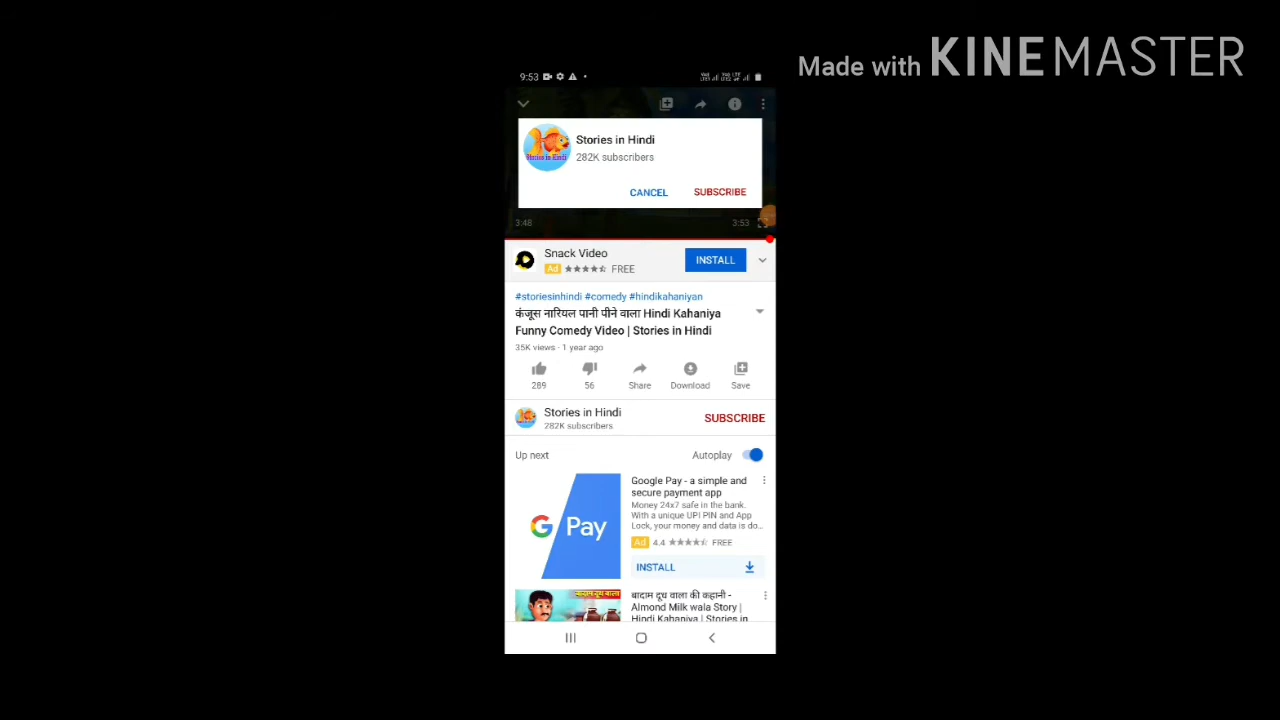 Made with KINEMASTER
9:53
Stories in Hindi
Stories in Hindi
282K subscribers
CANCEL SUBSCRIBE
3:48 3:53
Snack Video
Ad FREE
INSTALL
#storiesinhindi #comedy #hindikahaniyan
कंजूस नारियल पानी पीने वाला Hindi Kahaniya
Funny Comedy Video | Stories in Hindi
35K views · 1 year ago
289 56 Share Download Save
Stories in Hindi
282K subscribers
SUBSCRIBE
Up next Autoplay
G Pay
Google Pay - a simple and
secure payment app
Money 24x7 safe in the bank.
With a unique UPI PIN and App
Lock, your money and data is do...
Ad 4.4 FREE
INSTALL
बादाम दूध वाला
बादाम दूध वाला की कहानी -
Almond Milk wala Story |
Hindi Kahaniya | Stories in